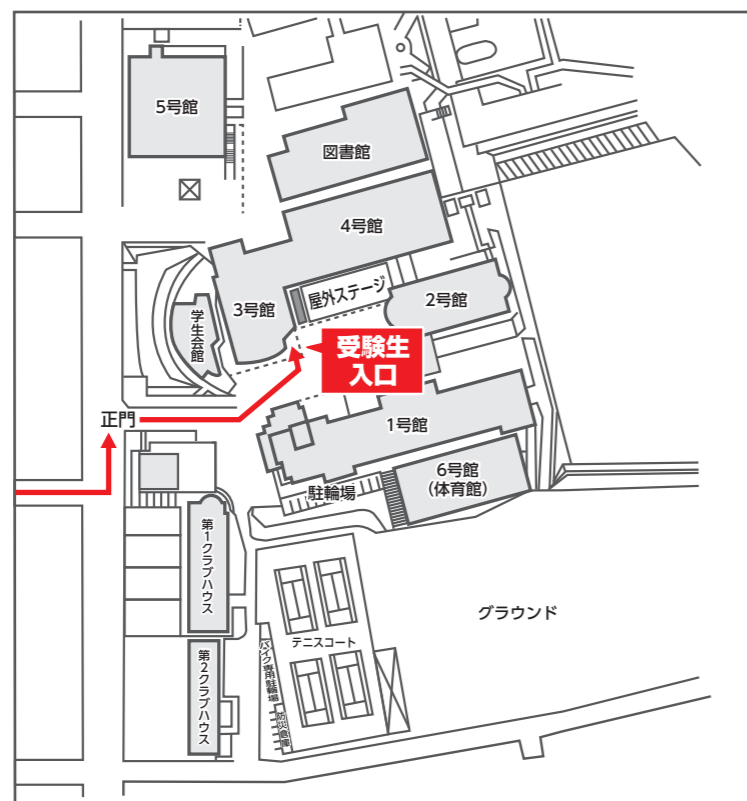 5号館
図書館
4号館
屋外ステージ
3号館
2号館
学生会館
受験生
入口
正門
1号館
6号館
(体育館)
駐輪場
第1クラブハウス
グラウンド
テニスコート
バイク専用駐輪場
第2クラブハウス
防災倉庫